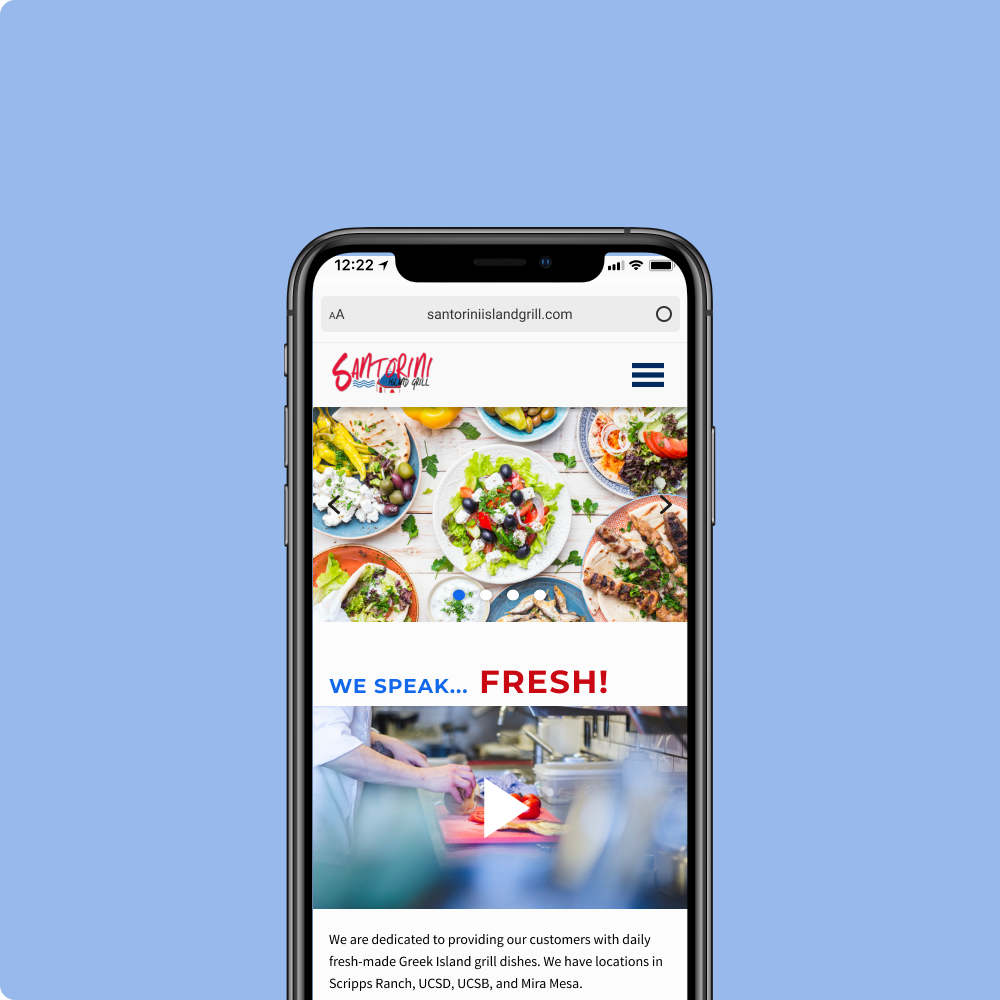 12:22
AA santoriniislandgrill.com
SANTORINI
ISLAND GRILL
WE SPEAK... FRESH!
We are dedicated to providing our customers with daily
fresh-made Greek Island grill dishes. We have locations in
Scripps Ranch, UCSD, UCSB, and Mira Mesa.